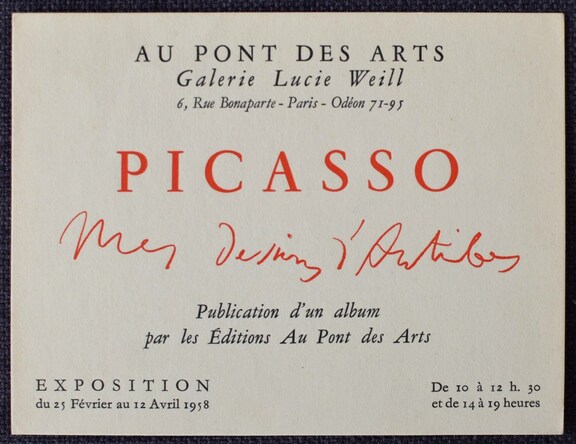 AU PONT DES ARTS
Galerie Lucie Weill
6, Rue Bonaparte - Paris - Odéon 71-95
PICASSO
Mes dessins d'Antibes
Publication d'un album
par les Éditions Au Pont des Arts
EXPOSITION
du 25 Février au 12 Avril 1958
De 10 à 12 h. 30
et de 14 à 19 heures